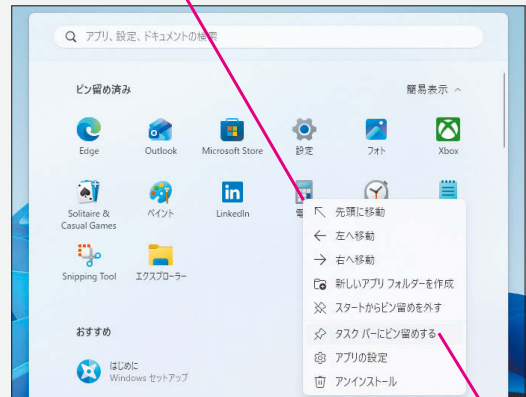 アプリ、設定、ドキュメントの検索
ピン留め済み
簡易表示
Edge
Outlook
Microsoft Store
設定
フォト
Xbox
Solitaire &
Casual Games
ペイント
LinkedIn
電
Snipping Tool
エクスプローラー
先頭に移動
左へ移動
右へ移動
新しいアプリ フォルダーを作成
スタートからピン留めを外す
タスク バーにピン留めする
アプリの設定
アンインストール
おすすめ
はじめに
Windows セットアップ